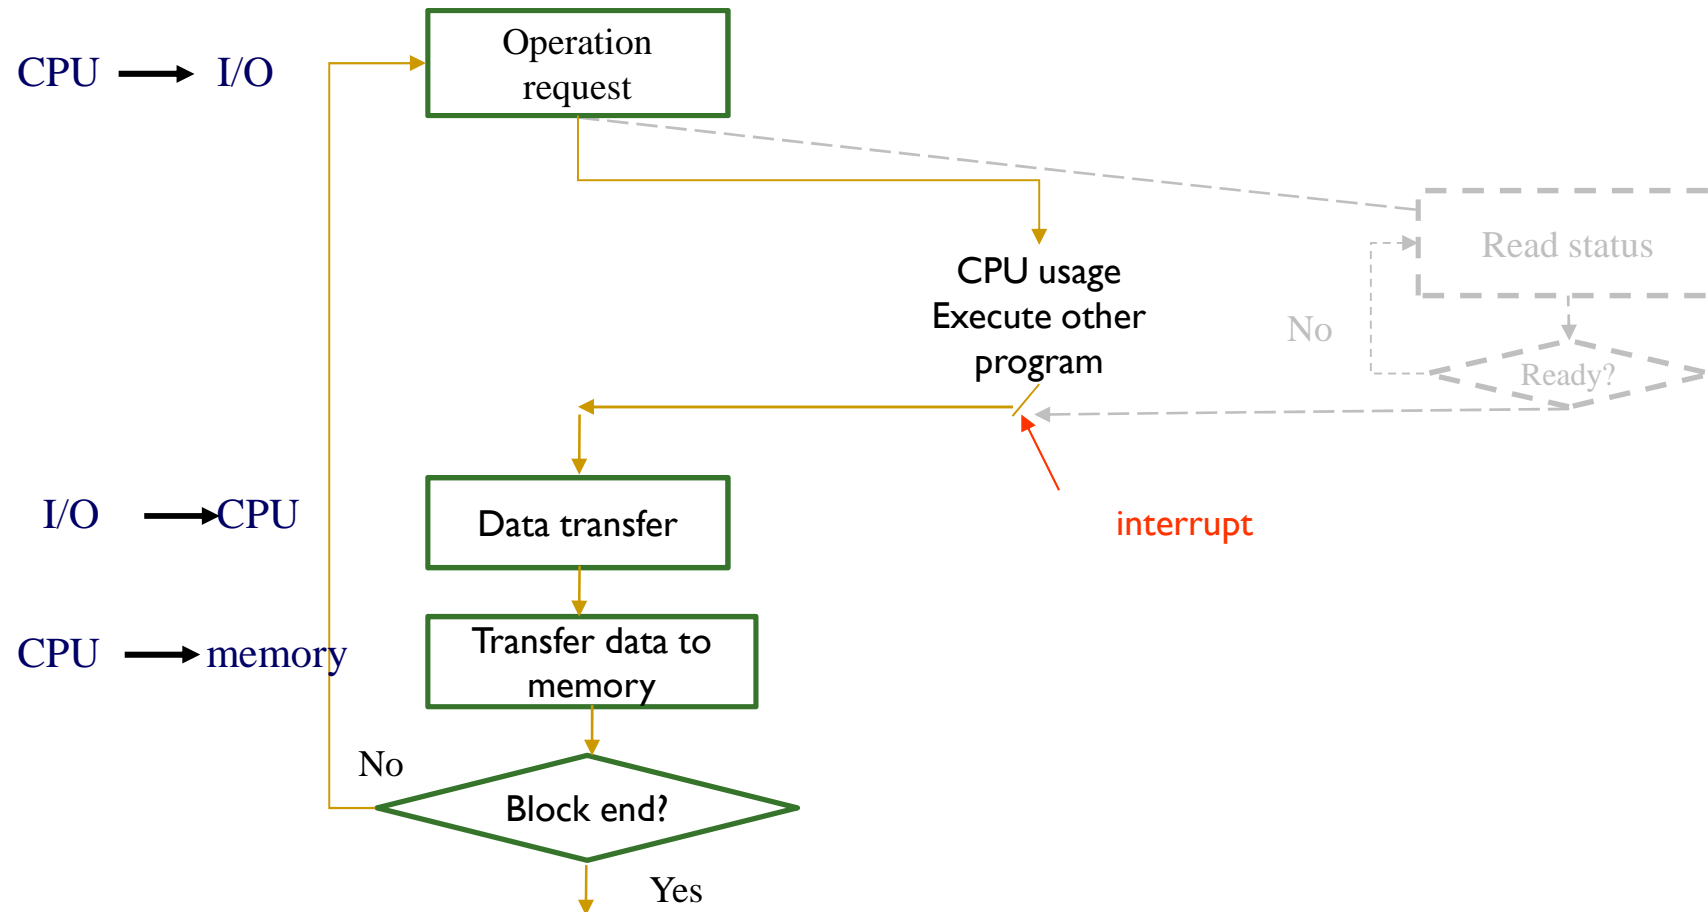 Operation
request
CPU
I/O
Read status
CPU usage
Execute other
program
No
Ready?
I/O
CPU
Data transfer
interrupt
CPU
memory
Transfer data to
memory
No
Block end?
Yes